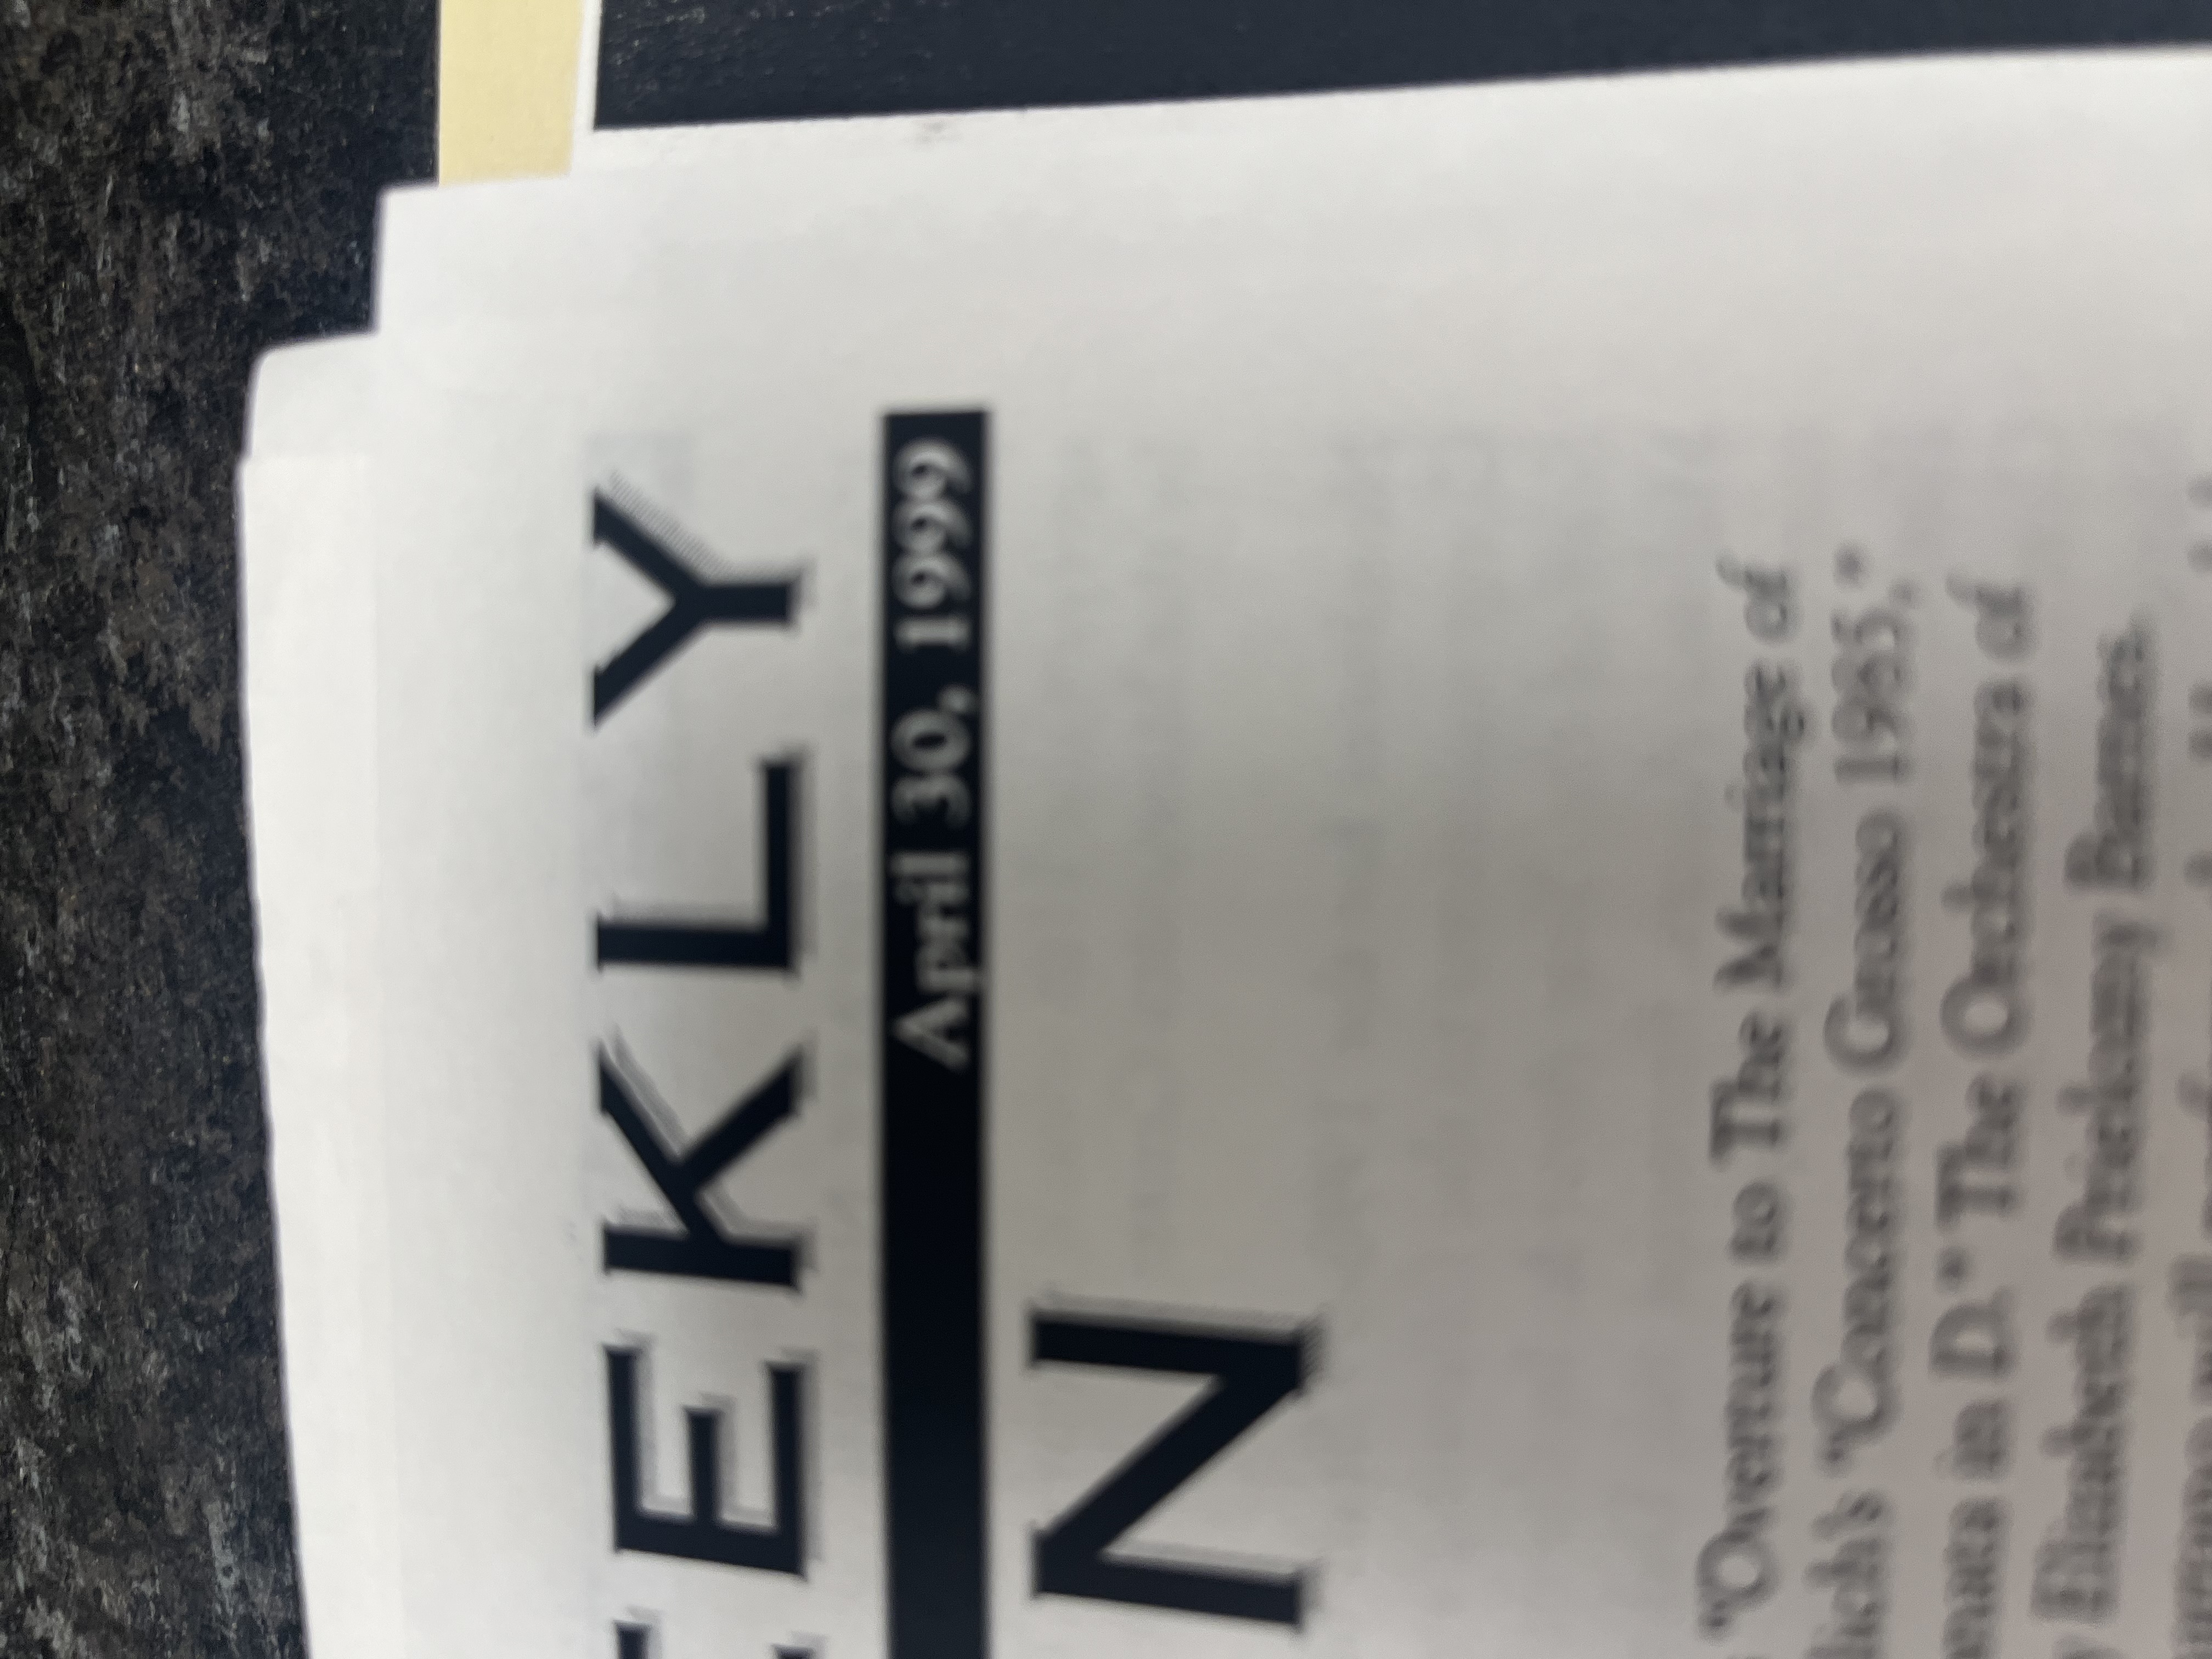 EEKLY
April 30, 1999
N
"Overture to The Marriage of
lich's "Concerto Grosso 1985,"
onata in D." The Orchestra of
y Elizabeth Prielozny Barnes.
will